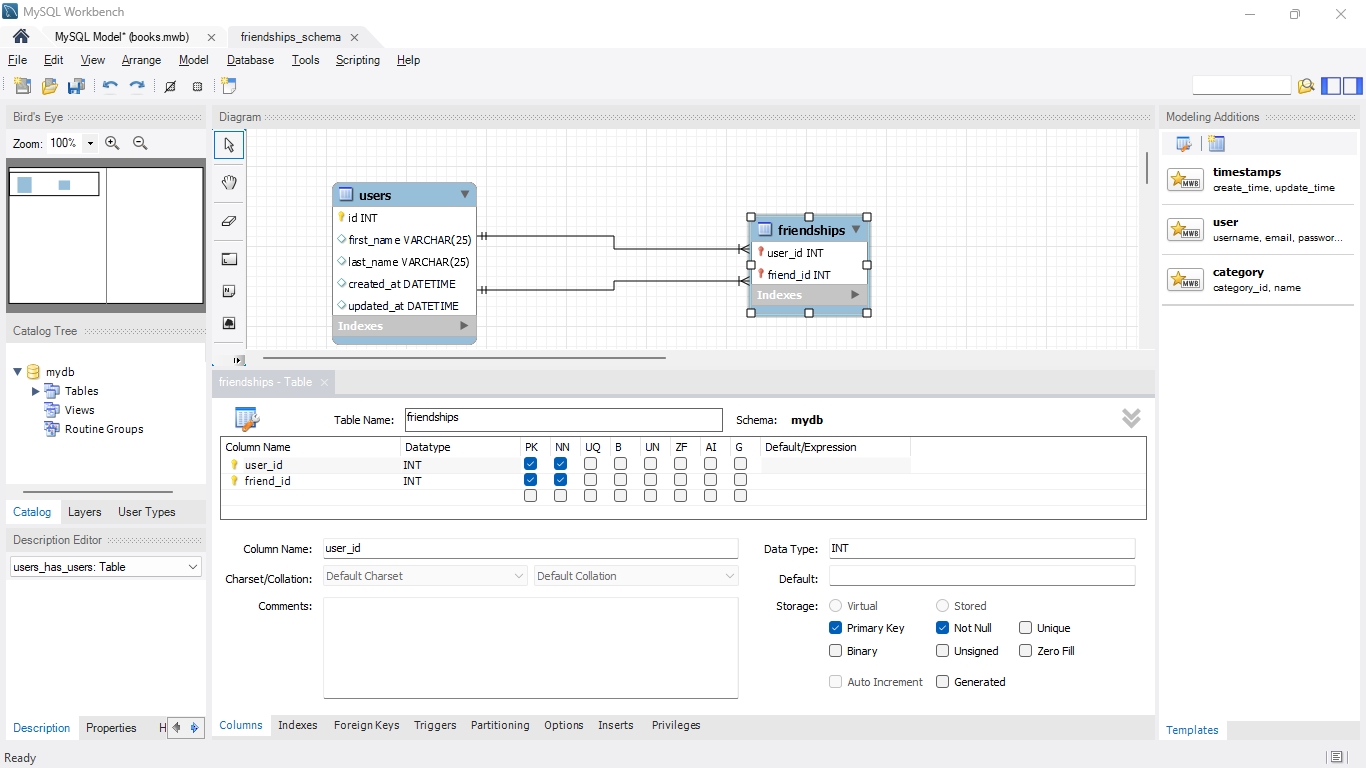 MySQL Workbench
MySQL Model* (books.mwb)
friendships_schema
File Edit View Arrange Model Database Tools Scripting Help
Bird's Eye
Zoom: 100%
Catalog Tree
mydb
Tables
Views
Routine Groups
Catalog Layers User Types
Description Editor
users_has_users: Table
Description Properties H
Diagram
users
id INT
first_name VARCHAR(25)
last_name VARCHAR(25)
created_at DATETIME
updated_at DATETIME
Indexes
friendships
user_id INT
friend_id INT
Indexes
friendships - Table
Table Name: friendships Schema: mydb
Column Name Datatype PK NN UQ B UN ZF AI G Default/Expression
user_id INT
friend_id INT
Column Name: user_id Data Type: INT
Charset/Collation: Default Charset Default Collation Default:
Comments: Storage: Virtual Stored
Primary Key Not Null Unique
Binary Unsigned Zero Fill
Auto Increment Generated
Columns Indexes Foreign Keys Triggers Partitioning Options Inserts Privileges
Modeling Additions
MWB
timestamps
create_time, update_time
MWB
user
username, email, passwor...
MWB
category
category_id, name
Templates
Ready